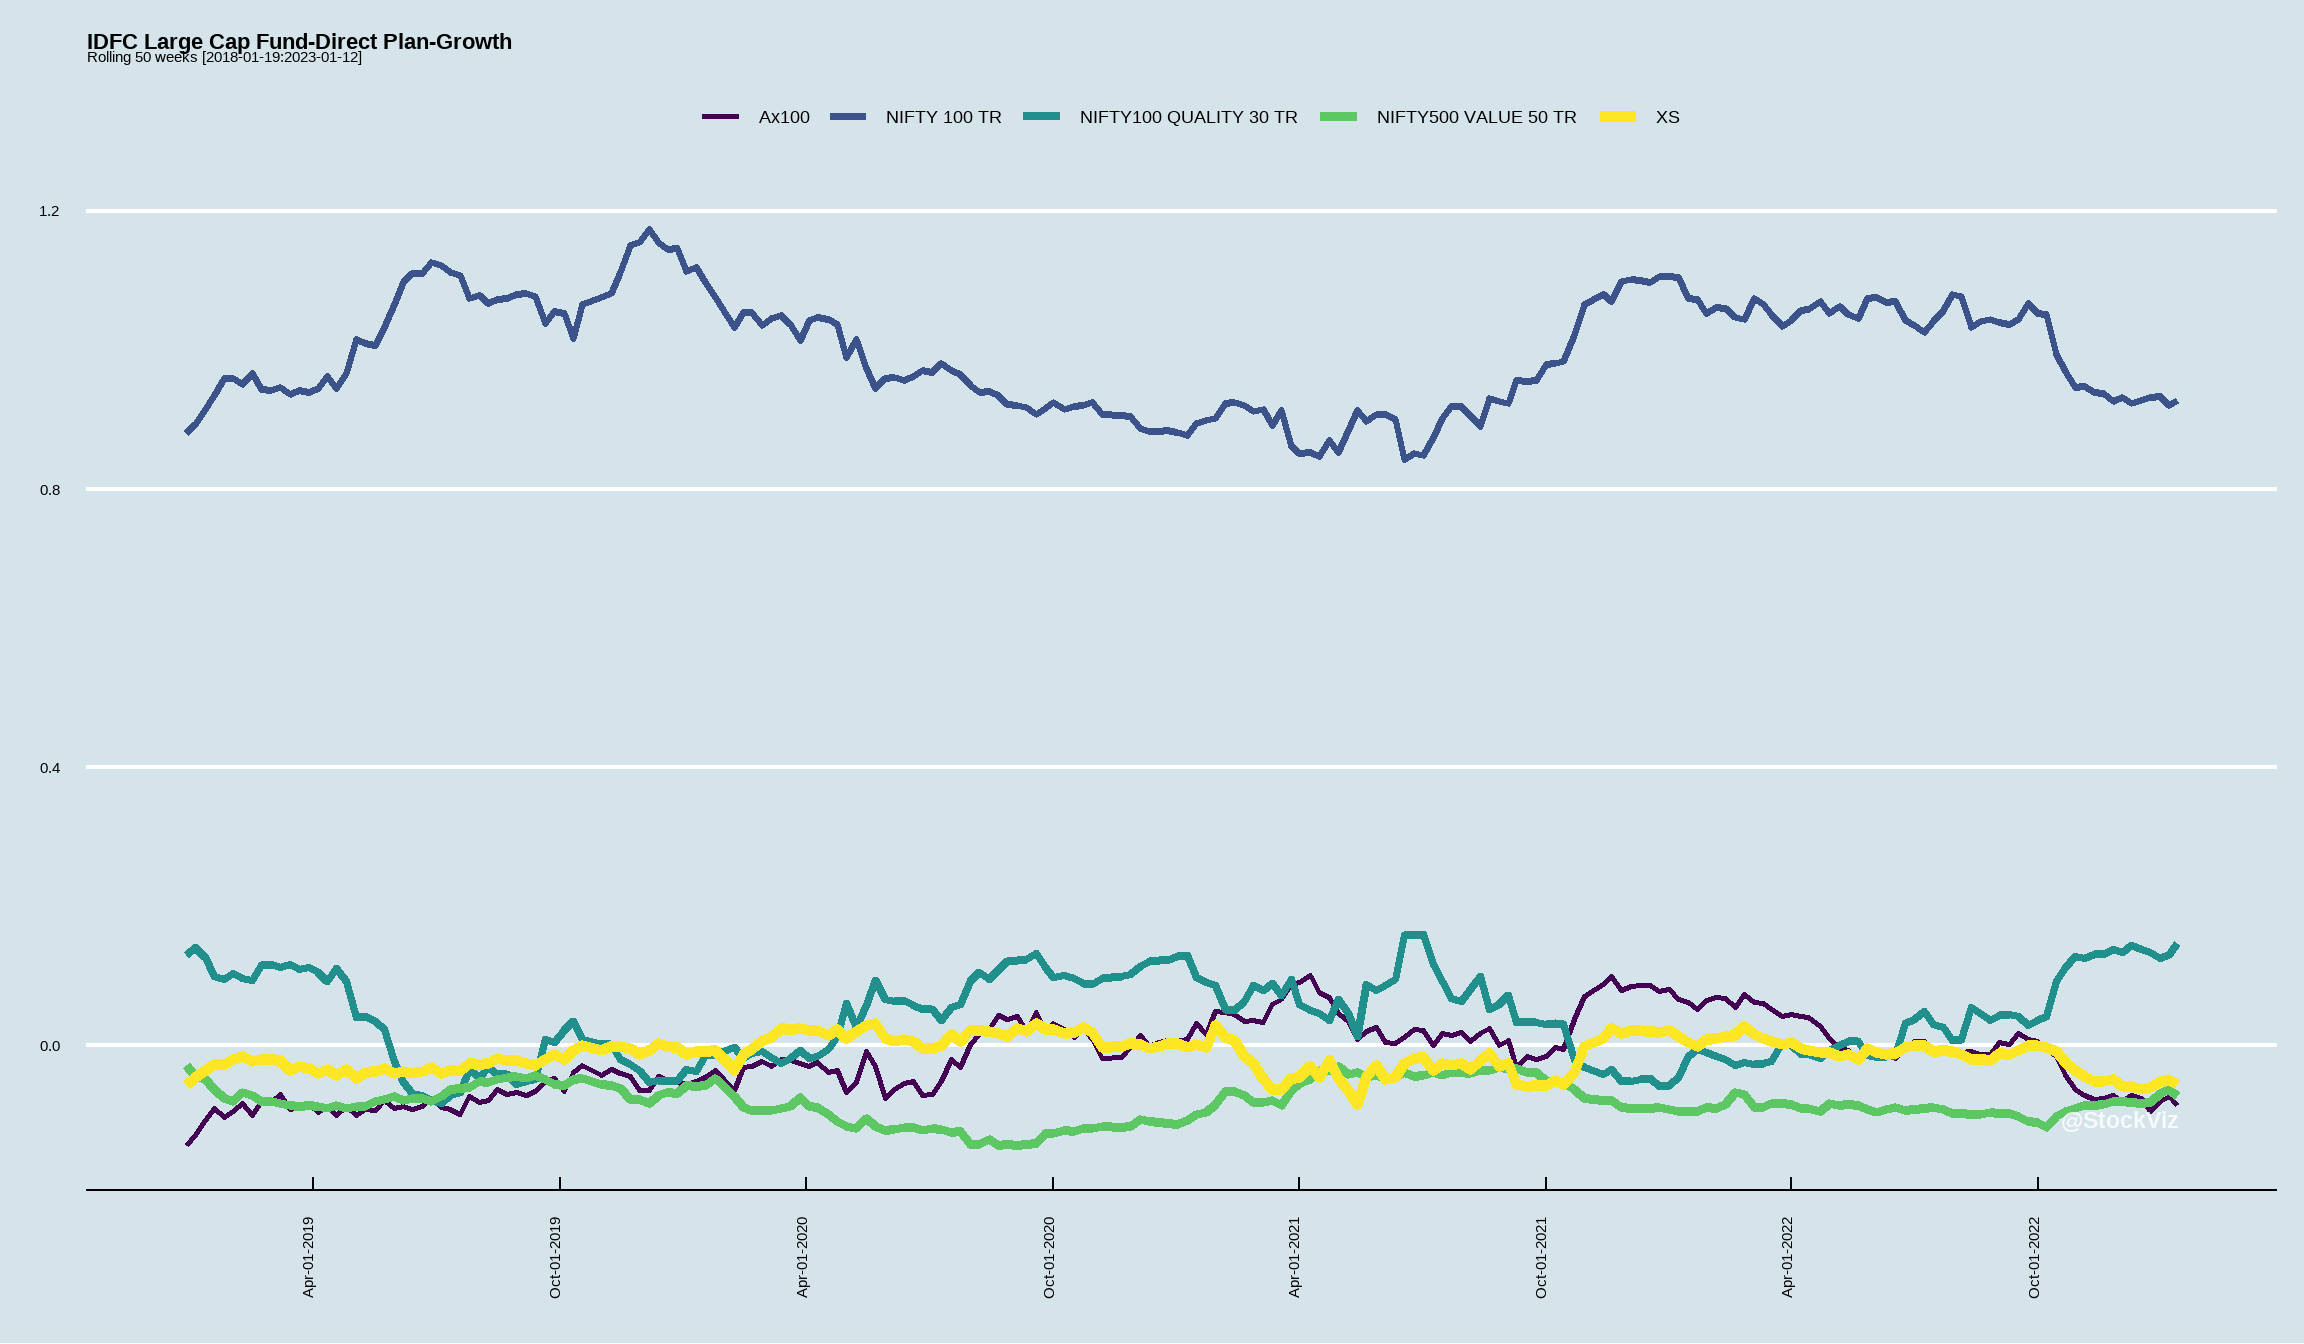 IDFC Large Cap Fund-Direct Plan-Growth
Rolling 50 weeks [2018-01-19:2023-01-12]
Ax100 NIFTY 100 TR NIFTY100 QUALITY 30 TR NIFTY500 VALUE 50 TR XS
1.2
0.8
0.4
0.0
@StockViz
Apr-01-2019 Oct-01-2019 Apr-01-2020 Oct-01-2020 Apr-01-2021 Oct-01-2021 Apr-01-2022 Oct-01-2022